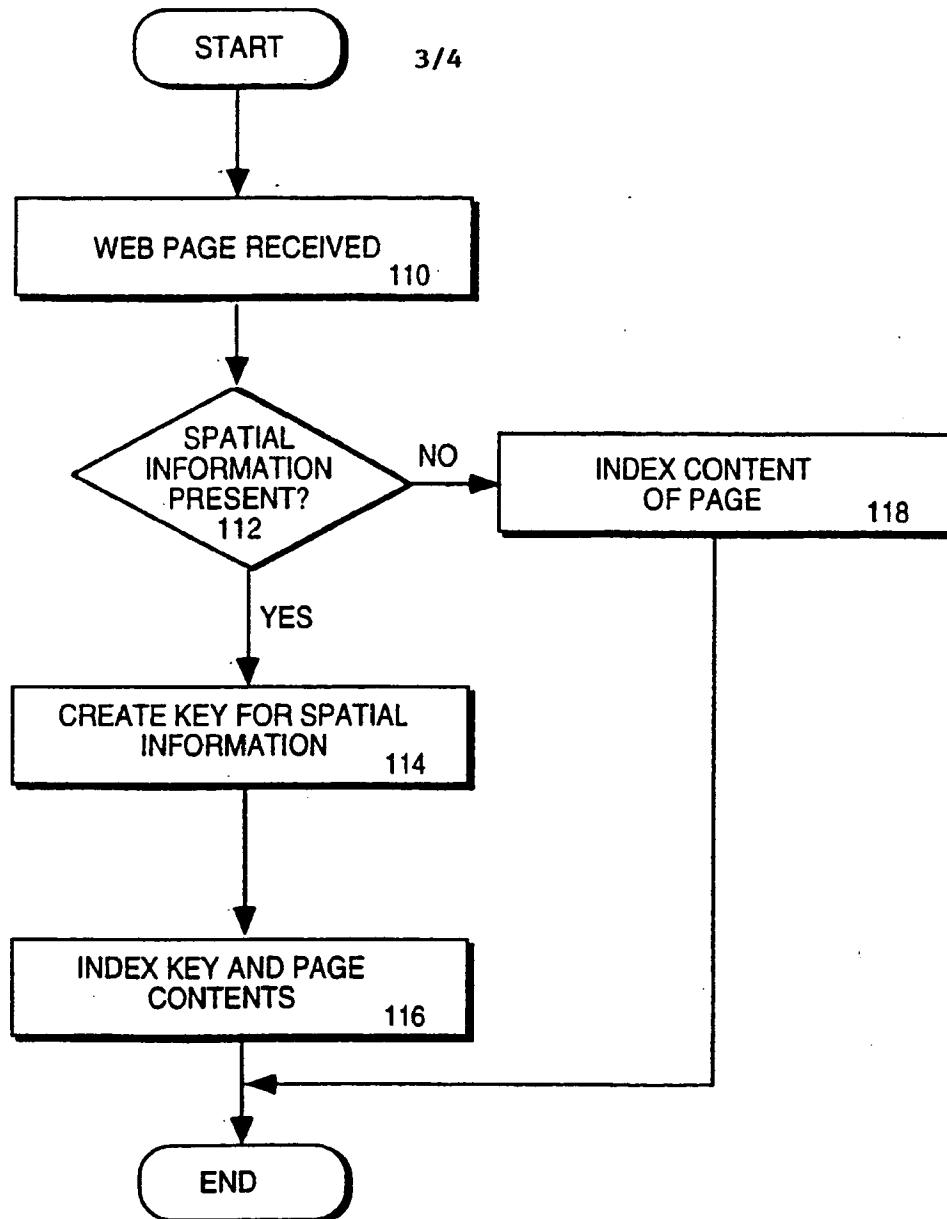 START
3/4
WEB PAGE RECEIVED
110
SPATIAL
INFORMATION
PRESENT?
112
NO
INDEX CONTENT
OF PAGE
118
YES
CREATE KEY FOR SPATIAL
INFORMATION
114
INDEX KEY AND PAGE
CONTENTS
116
END